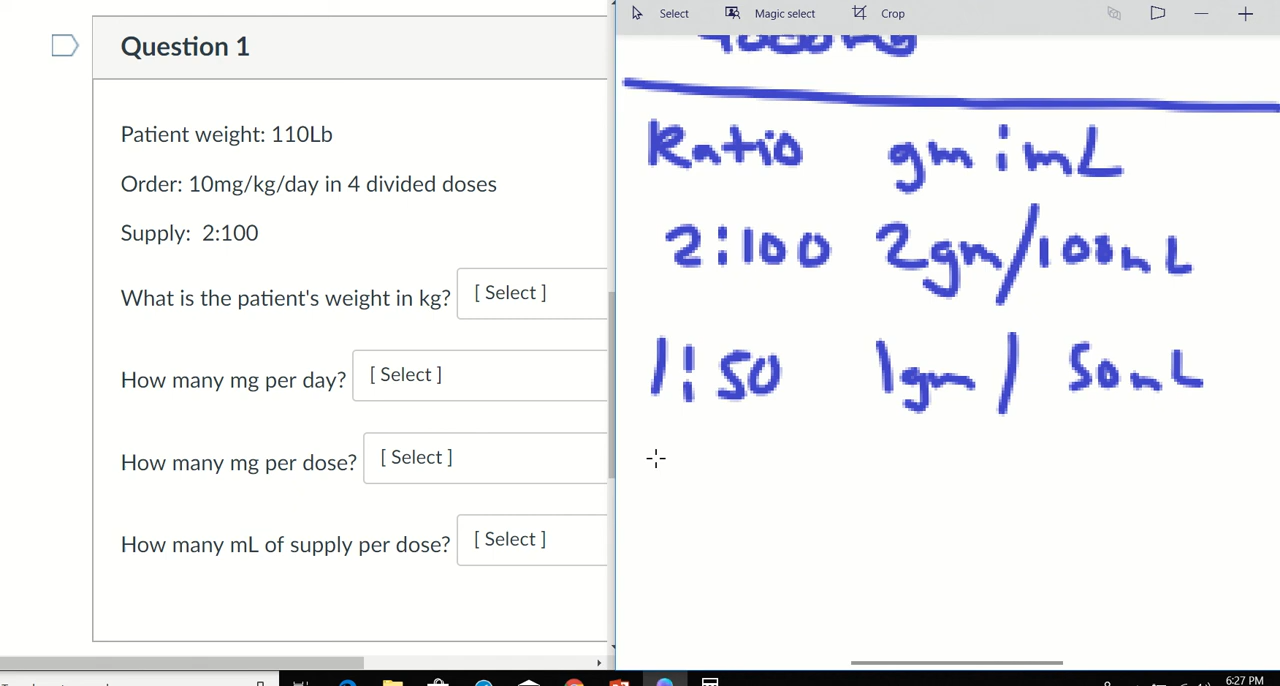 Select Magic select Crop
Question 1
Patient weight: 110Lb
Order: 10mg/kg/day in 4 divided doses
Supply: 2:100
What is the patient's weight in kg? [ Select ]
How many mg per day? [ Select ]
How many mg per dose? [ Select ]
How many mL of supply per dose? [ Select ]
Ratio gm:mL
2:100 2gm/100mL
1:50 1gm/ 50mL
6:27 PM